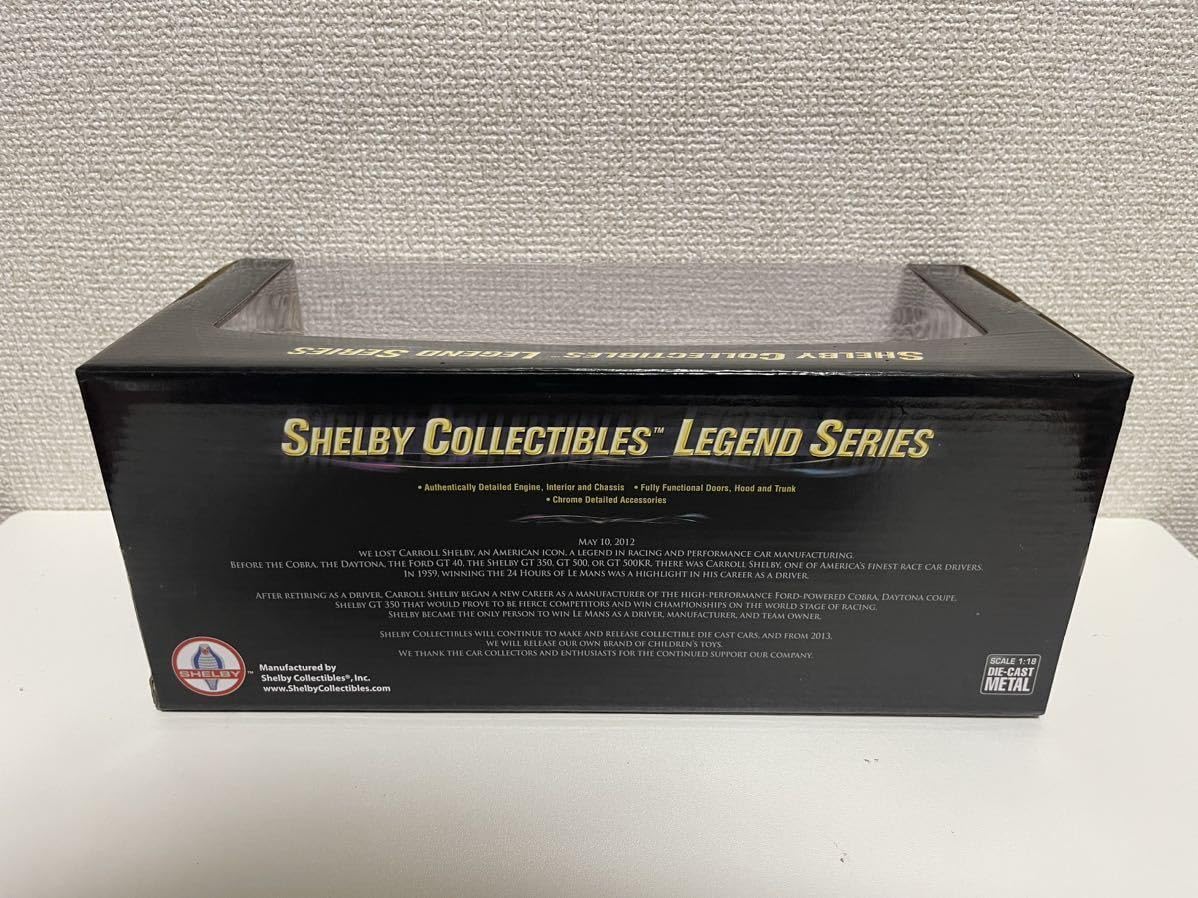 SHELBY COLLECTIBLES™ LEGEND SERIES
SHELBY COLLECTIBLES™ LEGEND SERIES
• Authentically Detailed Engine, Interior and Chassis • Fully Functional Doors, Hood and Trunk
• Chrome Detailed Accessories
MAY 10, 2012
WE LOST CARROLL SHELBY, AN AMERICAN ICON, A LEGEND IN RACING AND PERFORMANCE CAR MANUFACTURING.
BEFORE THE COBRA, THE DAYTONA, THE FORD GT 40, THE SHELBY GT 350, GT 500, OR GT 500KR, THERE WAS CARROLL SHELBY, ONE OF AMERICA'S FINEST RACE CAR DRIVERS.
IN 1959, WINNING THE 24 HOURS OF LE MANS WAS A HIGHLIGHT IN HIS CAREER AS A DRIVER.
AFTER RETIRING AS A DRIVER, CARROLL SHELBY BEGAN A NEW CAREER AS A MANUFACTURER OF THE HIGH-PERFORMANCE FORD-POWERED COBRA, DAYTONA COUPE,
SHELBY GT 350 THAT WOULD PROVE TO BE FIERCE COMPETITORS AND WIN CHAMPIONSHIPS ON THE WORLD STAGE OF RACING.
SHELBY BECAME THE ONLY PERSON TO WIN LE MANS AS A DRIVER, MANUFACTURER, AND TEAM OWNER.
SHELBY COLLECTIBLES WILL CONTINUE TO MAKE AND RELEASE COLLECTIBLE DIE CAST CARS, AND FROM 2013,
WE WILL RELEASE OUR OWN BRAND OF CHILDREN'S TOYS.
WE THANK THE CAR COLLECTORS AND ENTHUSIASTS FOR THE CONTINUED SUPPORT OUR COMPANY.
SHELBY™
Manufactured by
Shelby Collectibles®, Inc.
www.ShelbyCollectibles.com
SCALE 1:18
DIE-CAST
METAL